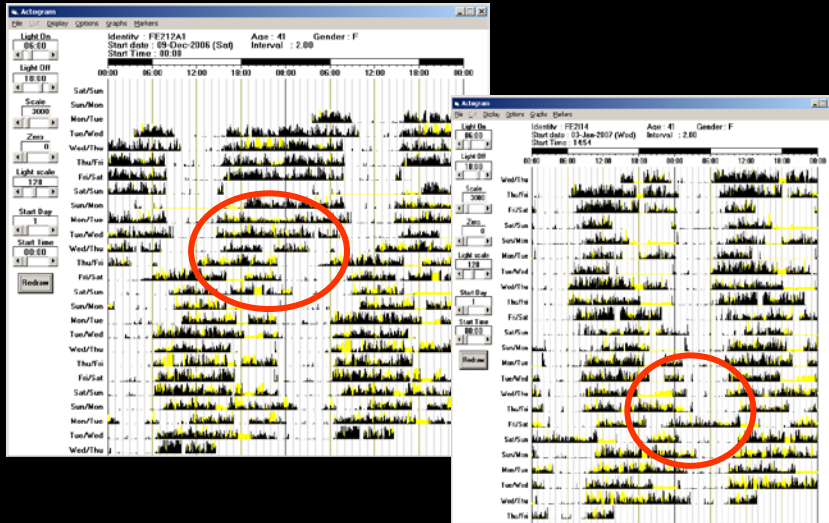 Actogram
File Display Options Graphs Markers
Light On
06:00
Light Off
18:00
Scale
3000
Zero
0
Light scale
128
Start Day
1
Start Time
00:00
Redraw
Identity : FE212A1 Age : 41 Gender : F
Start date : 09-Dec-2006 (Sat) Interval : 2.00
Start Time : 00:00
00:00 06:00 12:00 18:00 00:00 06:00 12:00 18:00 00:00
Sat/Sun
Sun/Mon
Mon/Tue
Tue/Wed
Wed/Thu
Thu/Fri
Fri/Sat
Sat/Sun
Sun/Mon
Mon/Tue
Tue/Wed
Wed/Thu
Thu/Fri
Fri/Sat
Sat/Sun
Sun/Mon
Mon/Tue
Tue/Wed
Wed/Thu
Thu/Fri
Fri/Sat
Sat/Sun
Sun/Mon
Mon/Tue
Tue/Wed
Wed/Thu
Actogram
File Display Options Graphs Markers
Light On
06:00
Light Off
18:00
Scale
3000
Zero
0
Light scale
128
Start Day
1
Start Time
00:00
Redraw
Identity : FE2114 Age : 41 Gender : F
Start date : 03-Jan-2007 (Wed) Interval : 2.00
Start Time : 14:54
00:00 06:00 12:00 18:00 00:00 06:00 12:00 18:00 00:00
Wed/Thu
Thu/Fri
Fri/Sat
Sat/Sun
Sun/Mon
Mon/Tue
Tue/Wed
Wed/Thu
Thu/Fri
Fri/Sat
Sat/Sun
Sun/Mon
Mon/Tue
Tue/Wed
Wed/Thu
Thu/Fri
Fri/Sat
Sat/Sun
Sun/Mon
Mon/Tue
Tue/Wed
Wed/Thu
Thu/Fri